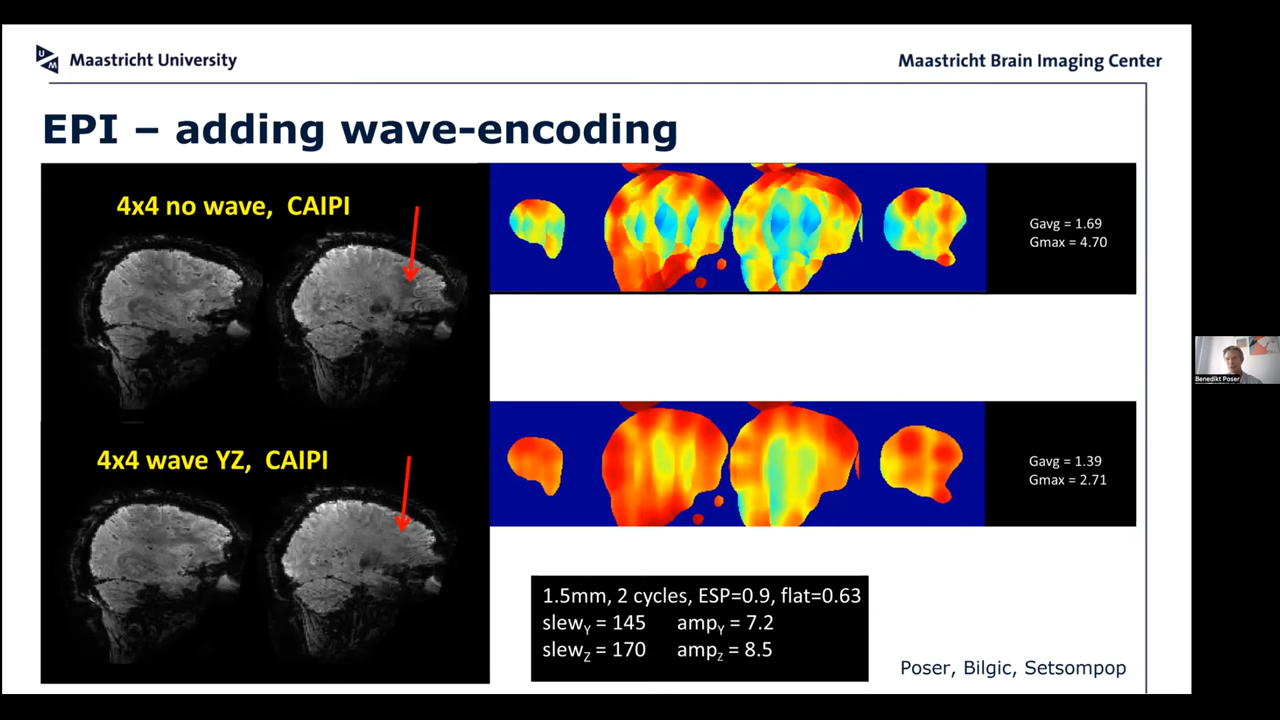 Maastricht University
Maastricht Brain Imaging Center
EPI – adding wave-encoding
4x4 no wave, CAIPI
Gavg = 1.69
Gmax = 4.70
4x4 wave YZ, CAIPI
Gavg = 1.39
Gmax = 2.71
1.5mm, 2 cycles, ESP=0.9, flat=0.63
slewY = 145 ampY = 7.2
slewZ = 170 ampZ = 8.5
Poser, Bilgic, Setsompop
Benedikt Poser